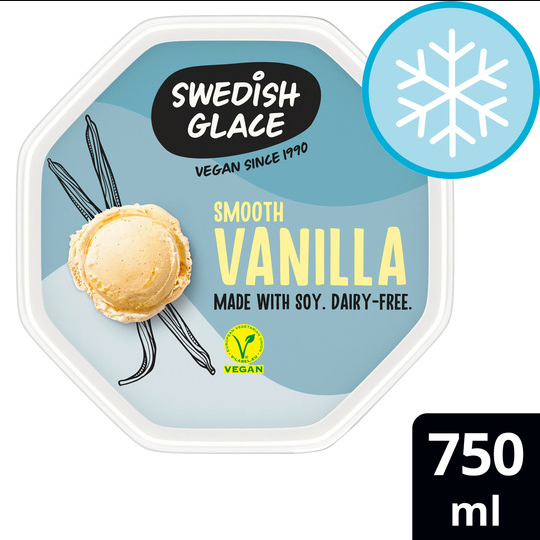 SWEDISH
GLACE
VEGAN SINCE 1990
SMOOTH
VANILLA
MADE WITH SOY. DAIRY-FREE.
V
VEGAN
750
ml